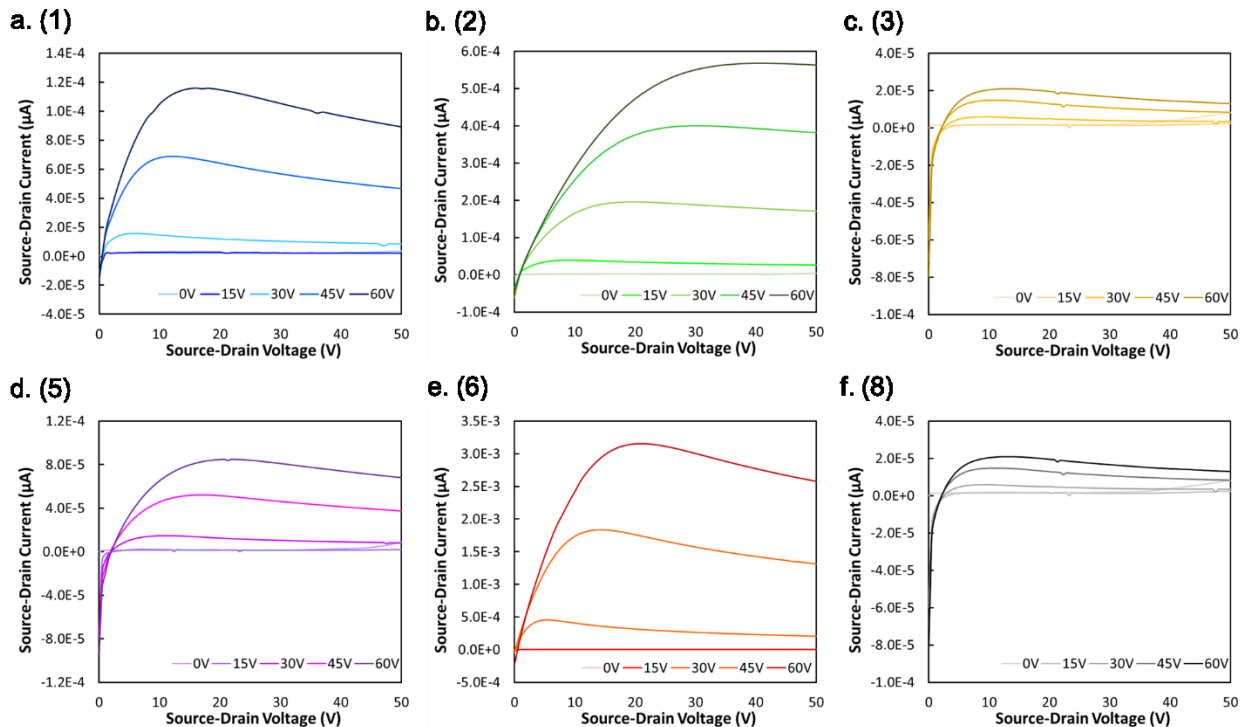 a. (1)
Source-Drain Current (µA)
1.4E-4
1.2E-4
1.0E-4
8.0E-5
6.0E-5
4.0E-5
2.0E-5
0.0E+0
-2.0E-5
-4.0E-5
0V 15V 30V 45V 60V
0 10 20 30 40 50
Source-Drain Voltage (V)
b. (2)
Source-Drain Current (µA)
6.0E-4
5.0E-4
4.0E-4
3.0E-4
2.0E-4
1.0E-4
0.0E+0
-1.0E-4
0V 15V 30V 45V 60V
0 10 20 30 40 50
Source-Drain Voltage (V)
c. (3)
Source-Drain Current (µA)
4.0E-5
2.0E-5
0.0E+0
-2.0E-5
-4.0E-5
-6.0E-5
-8.0E-5
-1.0E-4
0V 15V 30V 45V 60V
0 10 20 30 40 50
Source-Drain Voltage (V)
d. (5)
Source-Drain Current (µA)
1.2E-4
8.0E-5
4.0E-5
0.0E+0
-4.0E-5
-8.0E-5
-1.2E-4
0V 15V 30V 45V 60V
0 10 20 30 40 50
Source-Drain Voltage (V)
e. (6)
Source-Drain Current (µA)
3.5E-3
3.0E-3
2.5E-3
2.0E-3
1.5E-3
1.0E-3
5.0E-4
0.0E+0
-5.0E-4
0V 15V 30V 45V 60V
0 10 20 30 40 50
Source-Drain Voltage (V)
f. (8)
Source-Drain Current (µA)
4.0E-5
2.0E-5
0.0E+0
-2.0E-5
-4.0E-5
-6.0E-5
-8.0E-5
-1.0E-4
0V 15V 30V 45V 60V
0 10 20 30 40 50
Source-Drain Voltage (V)